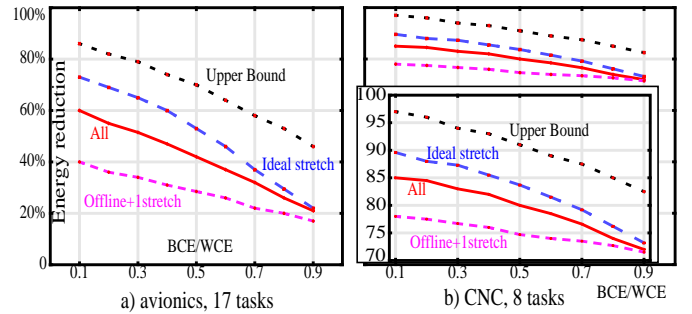 100%
80%
60%
40%
20%
0
Energy reduction
Upper Bound
All
Ideal stretch
Offline+1stretch
BCE/WCE
0.1 0.3 0.5 0.7 0.9
a) avionics, 17 tasks
100
95
90
85
80
75
70
Upper Bound
Ideal stretch
All
Offline+1stretch
0.1 0.3 0.5 0.7 0.9
b) CNC, 8 tasks
BCE/WCE